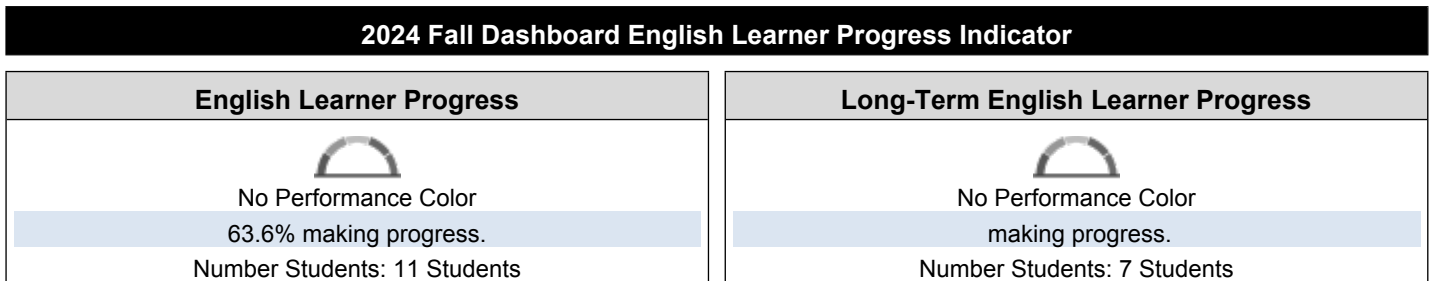 2024 Fall Dashboard English Learner Progress Indicator
English Learner Progress
No Performance Color
63.6% making progress.
Number Students: 11 Students
Long-Term English Learner Progress
No Performance Color
making progress.
Number Students: 7 Students